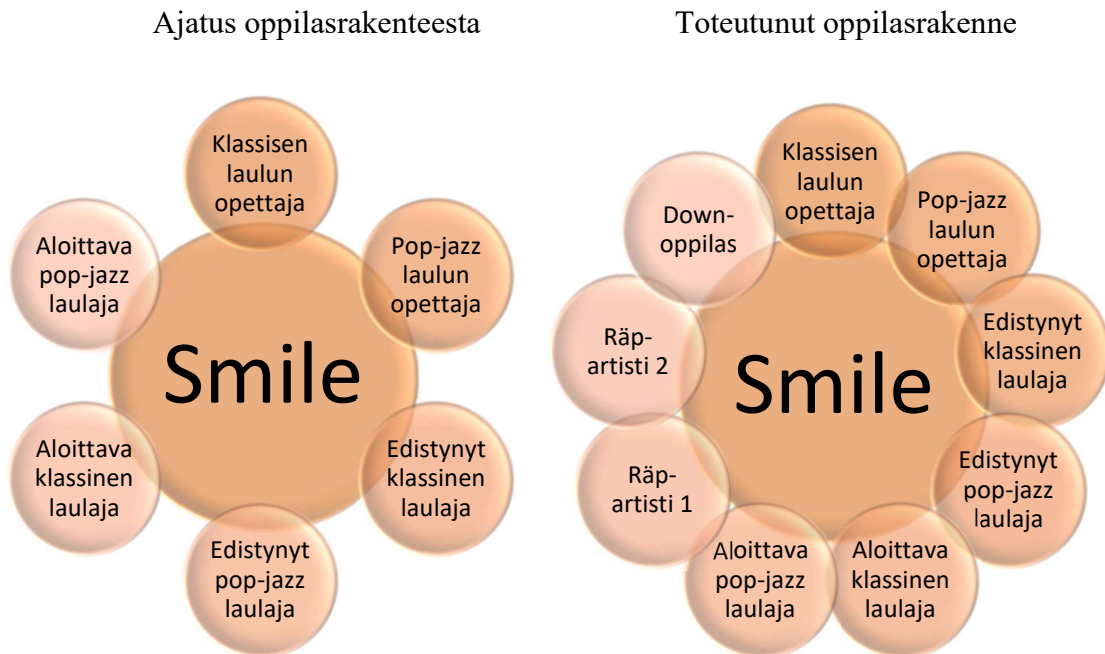 Ajatus oppilasrakenteesta
Klassisen
laulun
opettaja
Pop-jazz
laulun
opettaja
Edistynyt
klassinen
laulaja
Edistynyt
pop-jazz
laulaja
Aloittava
klassinen
laulaja
Aloittava
pop-jazz
laulaja
Smile
Toteutunut oppilasrakenne
Klassisen
laulun
opettaja
Pop-jazz
laulun
opettaja
Edistynyt
klassinen
laulaja
Edistynyt
pop-jazz
laulaja
Aloittava
klassinen
laulaja
Aloittava
pop-jazz
laulaja
Räp-
artisti 1
Räp-
artisti 2
Down-
oppilas
Smile